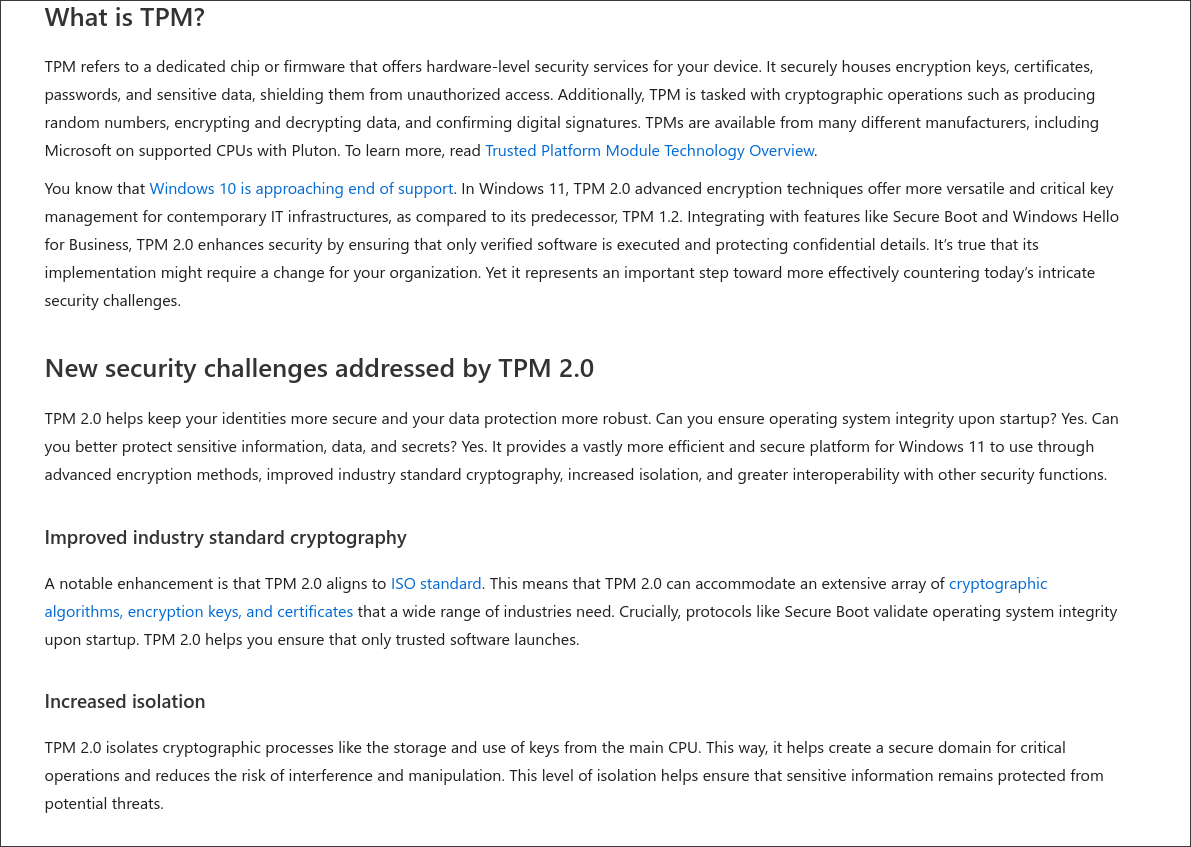 What is TPM?
TPM refers to a dedicated chip or firmware that offers hardware-level security services for your device. It securely houses encryption keys, certificates,
passwords, and sensitive data, shielding them from unauthorized access. Additionally, TPM is tasked with cryptographic operations such as producing
random numbers, encrypting and decrypting data, and confirming digital signatures. TPMs are available from many different manufacturers, including
Microsoft on supported CPUs with Pluton. To learn more, read Trusted Platform Module Technology Overview.
You know that Windows 10 is approaching end of support. In Windows 11, TPM 2.0 advanced encryption techniques offer more versatile and critical key
management for contemporary IT infrastructures, as compared to its predecessor, TPM 1.2. Integrating with features like Secure Boot and Windows Hello
for Business, TPM 2.0 enhances security by ensuring that only verified software is executed and protecting confidential details. It’s true that its
implementation might require a change for your organization. Yet it represents an important step toward more effectively countering today’s intricate
security challenges.
New security challenges addressed by TPM 2.0
TPM 2.0 helps keep your identities more secure and your data protection more robust. Can you ensure operating system integrity upon startup? Yes. Can
you better protect sensitive information, data, and secrets? Yes. It provides a vastly more efficient and secure platform for Windows 11 to use through
advanced encryption methods, improved industry standard cryptography, increased isolation, and greater interoperability with other security functions.
Improved industry standard cryptography
A notable enhancement is that TPM 2.0 aligns to ISO standard. This means that TPM 2.0 can accommodate an extensive array of cryptographic
algorithms, encryption keys, and certificates that a wide range of industries need. Crucially, protocols like Secure Boot validate operating system integrity
upon startup. TPM 2.0 helps you ensure that only trusted software launches.
Increased isolation
TPM 2.0 isolates cryptographic processes like the storage and use of keys from the main CPU. This way, it helps create a secure domain for critical
operations and reduces the risk of interference and manipulation. This level of isolation helps ensure that sensitive information remains protected from
potential threats.